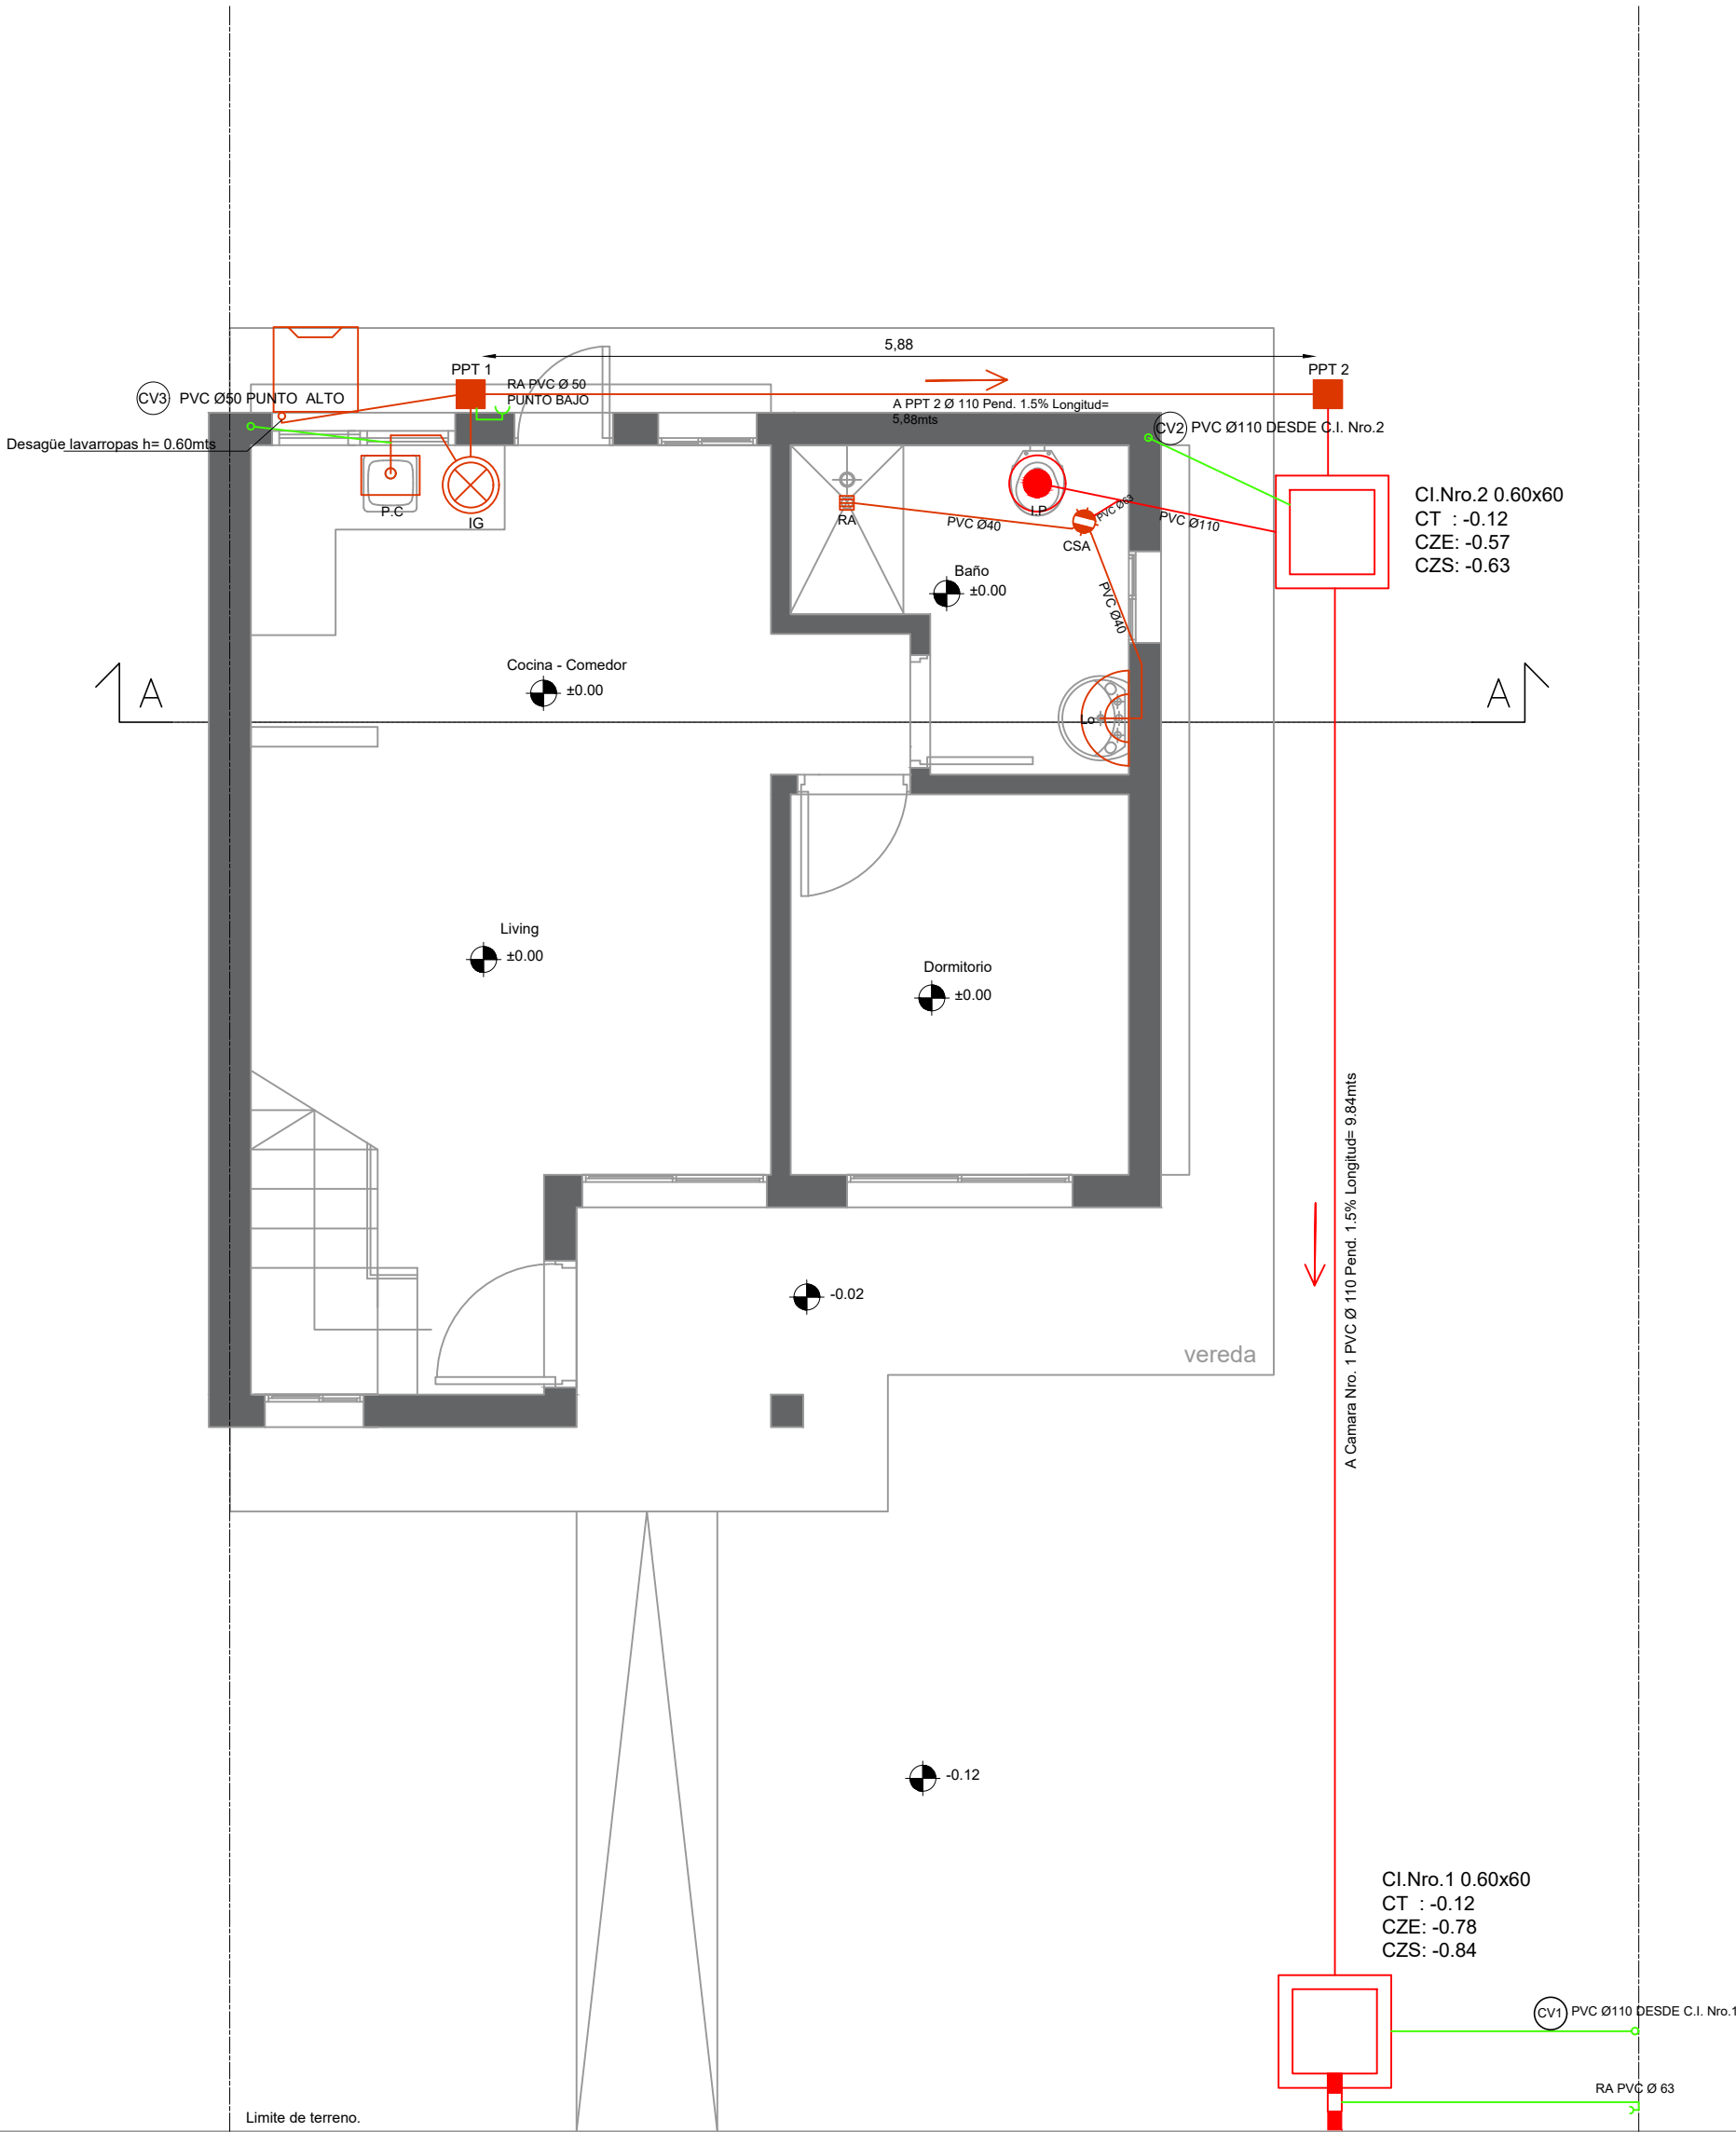 5,88
PPT 1
PPT 2
RA PVC Ø 50
PUNTO BAJO
CV3 PVC Ø50 PUNTO ALTO
A PPT 2 Ø 110 Pend. 1.5% Longitud=
5,88mts
CV2 PVC Ø110 DESDE C.I. Nro.2
Desagüe lavarropas h= 0.60mts
P.C
IG
RA
I.P
PVC Ø63
PVC Ø40
PVC Ø110
CSA
CI.Nro.2 0.60x60
CT : -0.12
CZE: -0.57
CZS: -0.63
Baño
±0.00
PVC Ø40
Cocina - Comedor
±0.00
A
A
Lo
Living
±0.00
Dormitorio
±0.00
A Camara Nro. 1 PVC Ø 110 Pend. 1.5% Longitud= 9.84mts
-0.02
vereda
-0.12
CI.Nro.1 0.60x60
CT : -0.12
CZE: -0.78
CZS: -0.84
CV1 PVC Ø110 DESDE C.I. Nro.1
RA PVC Ø 63
Limite de terreno.